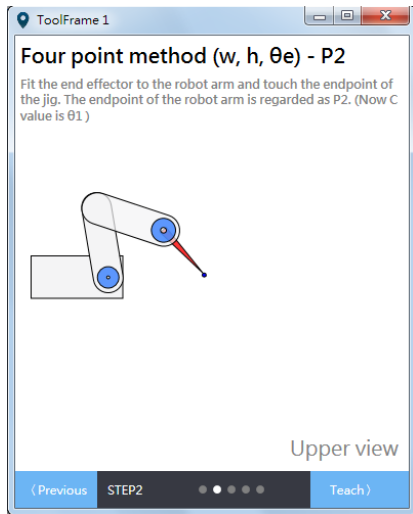 ToolFrame 1
Four point method (w, h, θe) - P2
Fit the end effector to the robot arm and touch the endpoint of
the jig. The endpoint of the robot arm is regarded as P2. (Now C
value is θ1 )
Upper view
〈 Previous
STEP2
Teach 〉